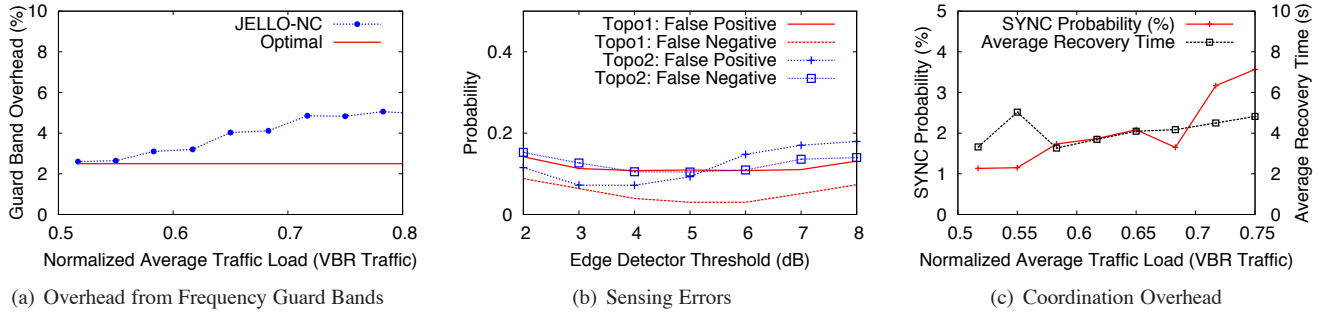 Guard Band Overhead (%)
10
8
6
4
2
0
JELLO-NC
Optimal
0.5
0.6
0.7
0.8
Normalized Average Traffic Load (VBR Traffic)
(a) Overhead from Frequency Guard Bands
Probability
0.4
0.2
0
Topo1: False Positive
Topo1: False Negative
Topo2: False Positive
Topo2: False Negative
2
3
4
5
6
7
8
Edge Detector Threshold (dB)
(b) Sensing Errors
SYNC Probability (%)
5
4
3
2
1
0
SYNC Probability (%)
Average Recovery Time
10
8
6
4
2
0
Average Recovery Time (s)
0.5
0.55
0.6
0.65
0.7
0.75
Normalized Average Traffic Load (VBR Traffic)
(c) Coordination Overhead